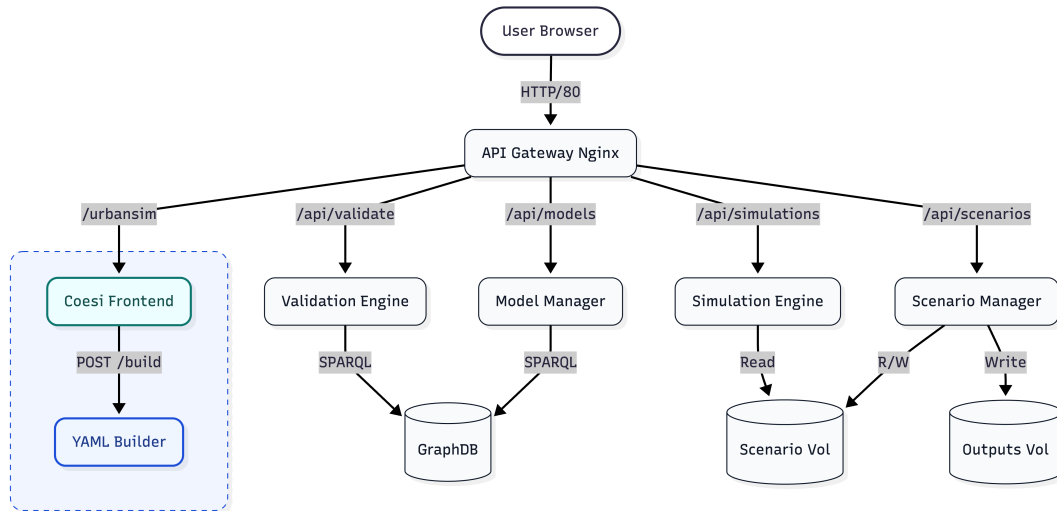 User Browser
HTTP/80
API Gateway Nginx
/urbansim
/api/validate
/api/models
/api/simulations
/api/scenarios
Coesi Frontend
Validation Engine
Model Manager
Simulation Engine
Scenario Manager
POST /build
SPARQL
SPARQL
Read
R/W
Write
YAML Builder
GraphDB
Scenario Vol
Outputs Vol